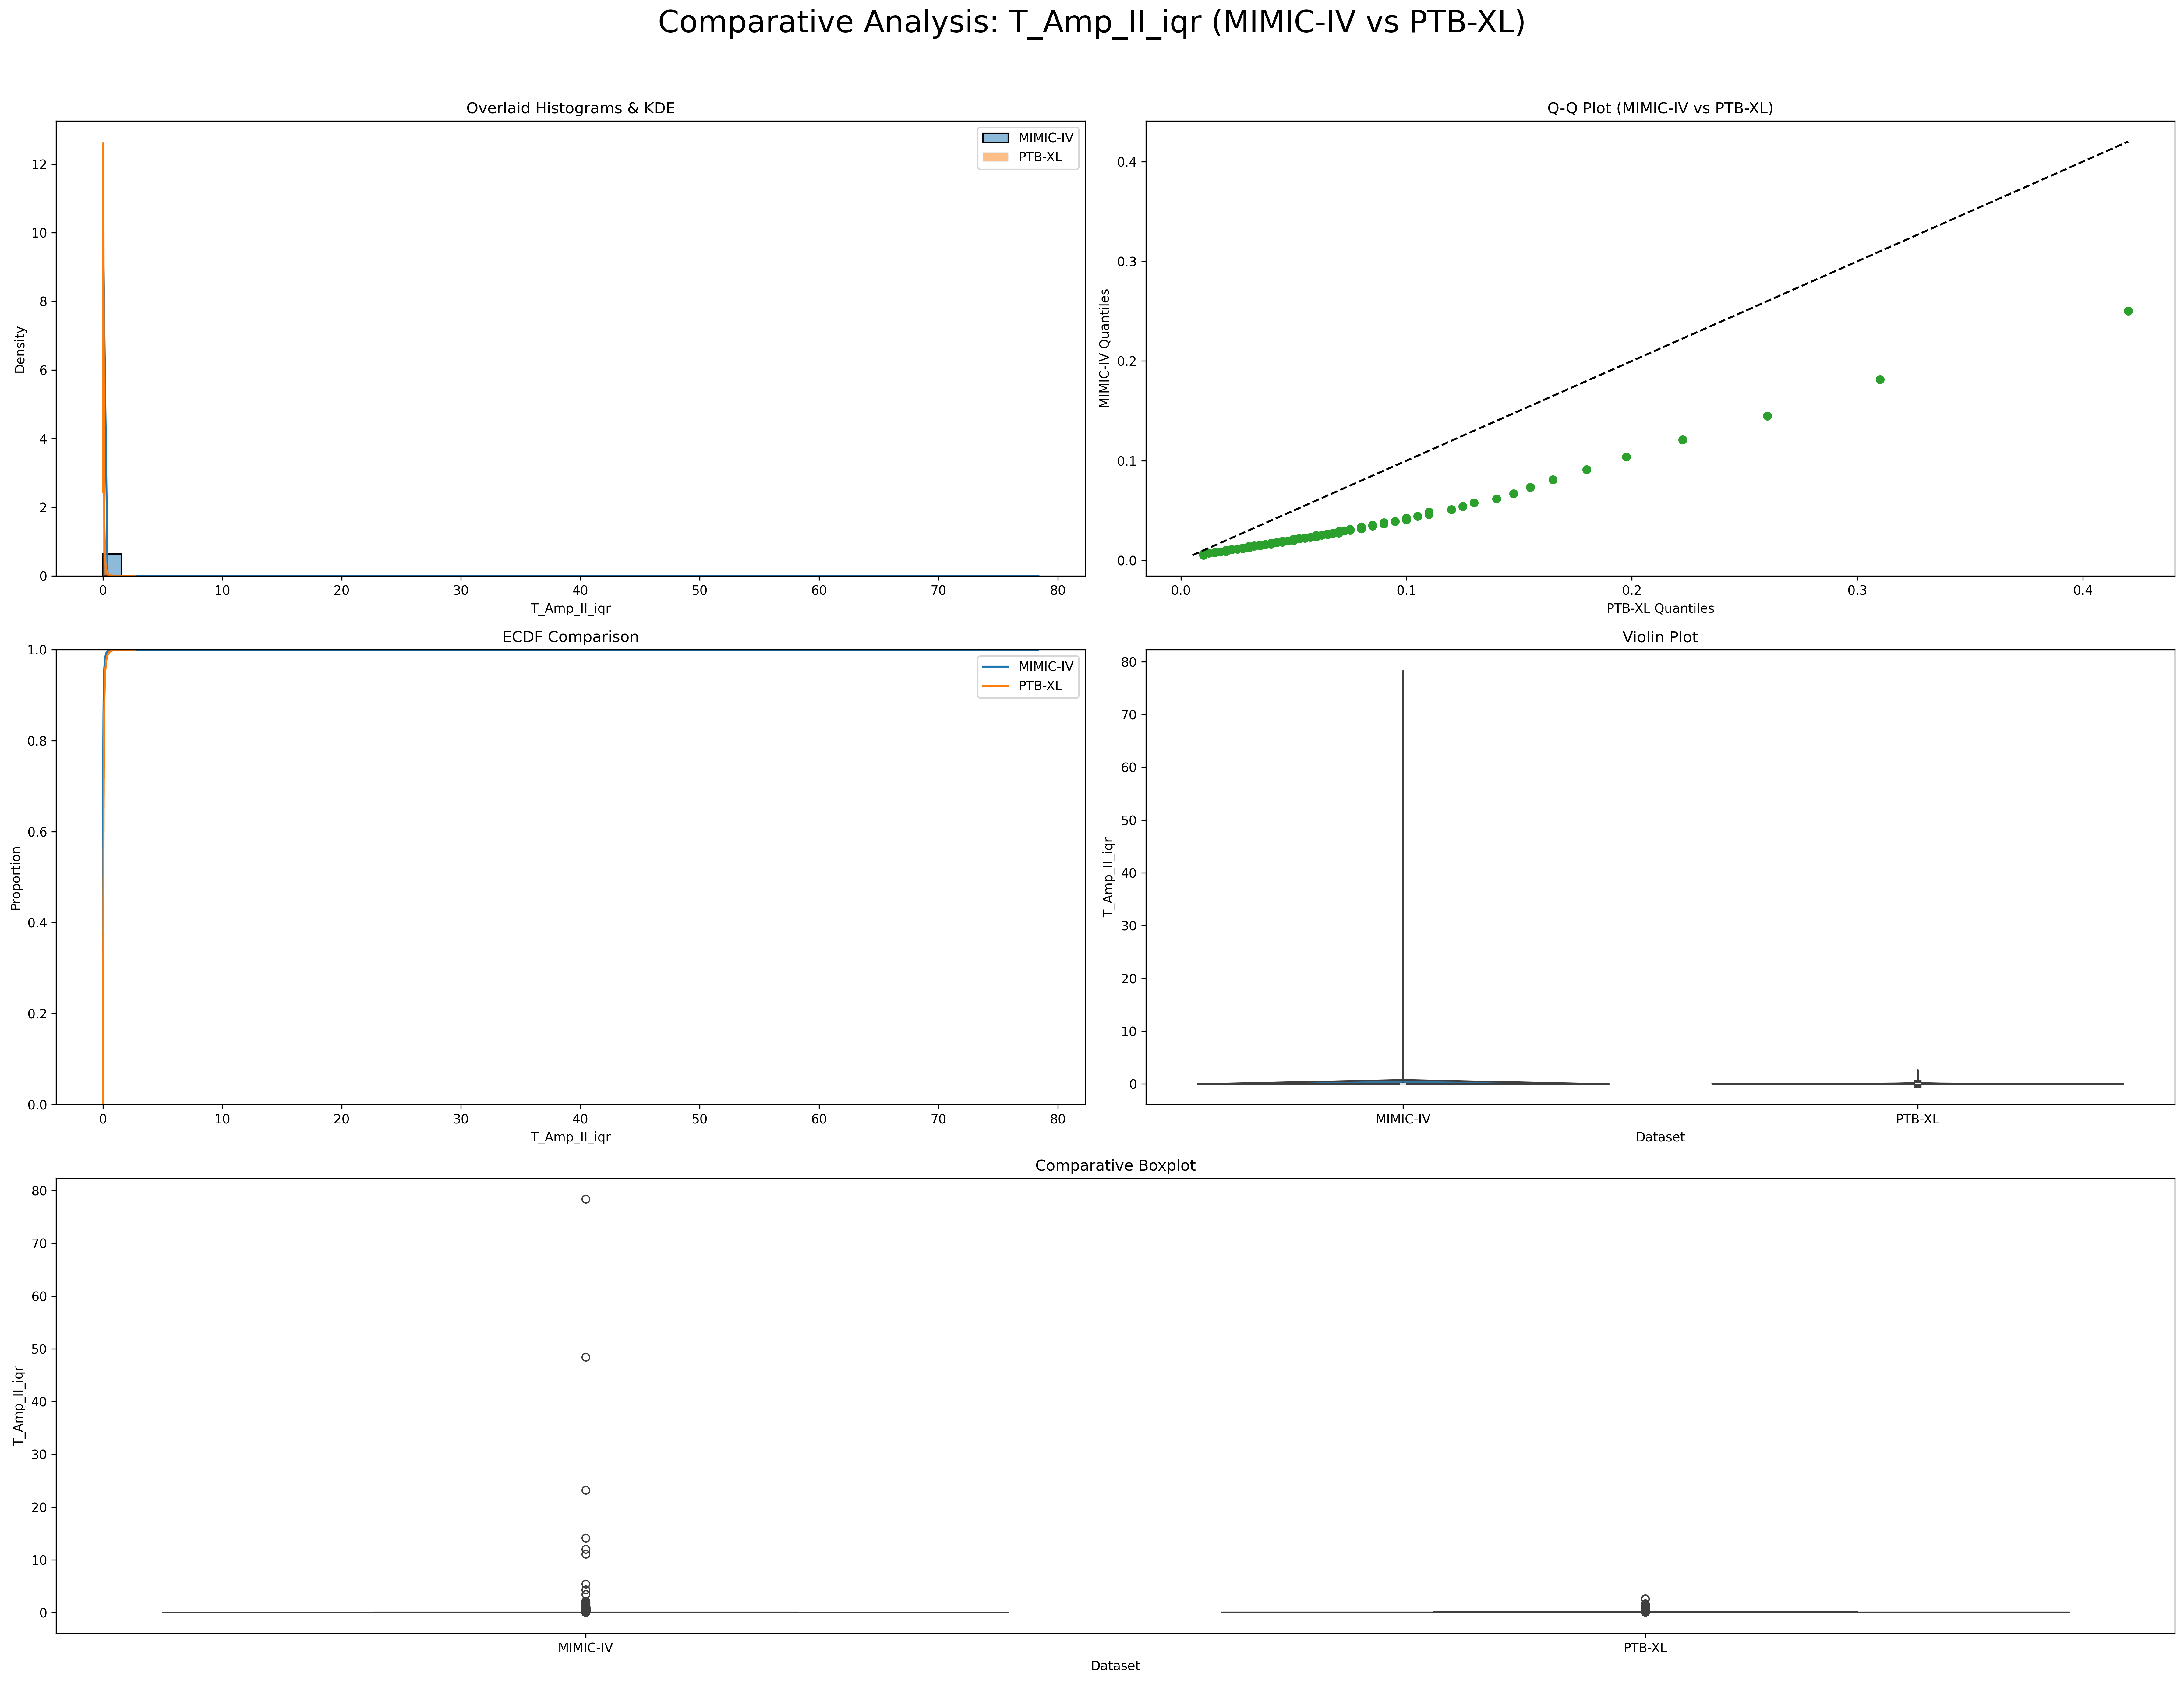 Comparative Analysis: T_Amp_II_iqr (MIMIC-IV vs PTB-XL)
Overlaid Histograms & KDE
MIMIC-IV
PTB-XL
12
10
8
6
4
2
0
Density
0 10 20 30 40 50 60 70 80
T_Amp_II_iqr
Q-Q Plot (MIMIC-IV vs PTB-XL)
0.4
0.3
0.2
0.1
0.0
MIMIC-IV Quantiles
0.0 0.1 0.2 0.3 0.4
PTB-XL Quantiles
ECDF Comparison
MIMIC-IV
PTB-XL
1.0
0.8
0.6
0.4
0.2
0.0
Proportion
0 10 20 30 40 50 60 70 80
T_Amp_II_iqr
Violin Plot
80
70
60
50
40
30
20
10
0
T_Amp_II_iqr
MIMIC-IV PTB-XL
Dataset
Comparative Boxplot
80
70
60
50
40
30
20
10
0
T_Amp_II_iqr
MIMIC-IV PTB-XL
Dataset